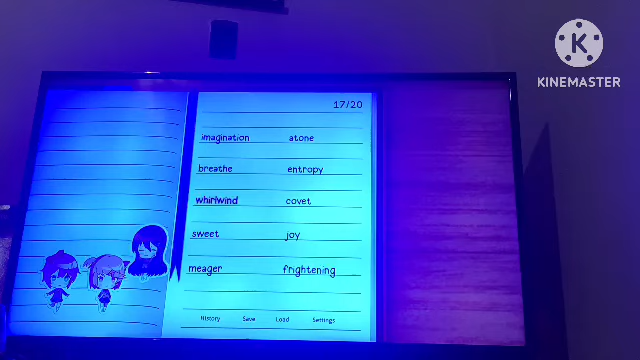 K
KINEMASTER
17/20
imagination atone
breathe entropy
whirlwind covet
sweet joy
meager frightening
History Save Load Settings